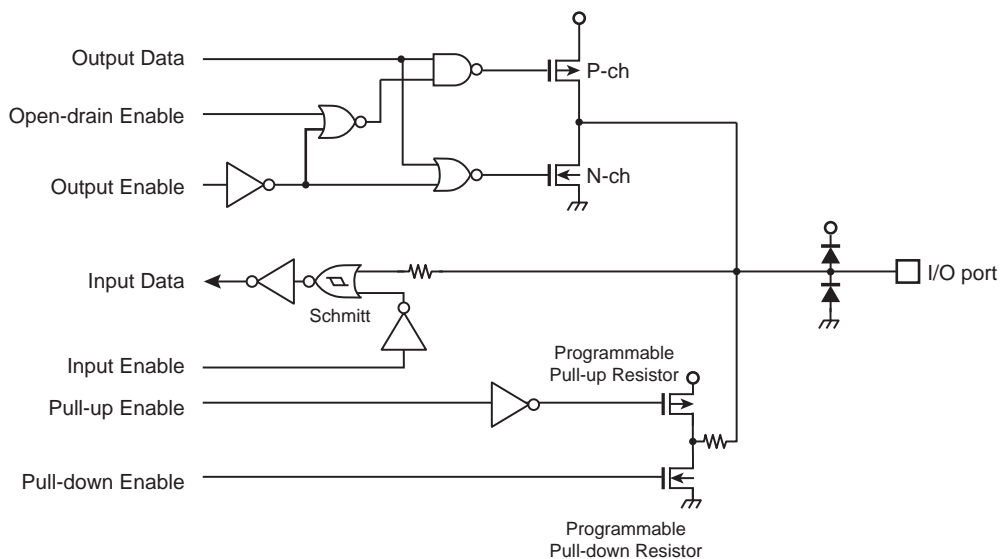 Output Data
P-ch
Open-drain Enable
Output Enable
N-ch
Input Data
I/O port
Schmitt
Input Enable
Programmable
Pull-up Resistor
Pull-up Enable
Pull-down Enable
Programmable
Pull-down Resistor